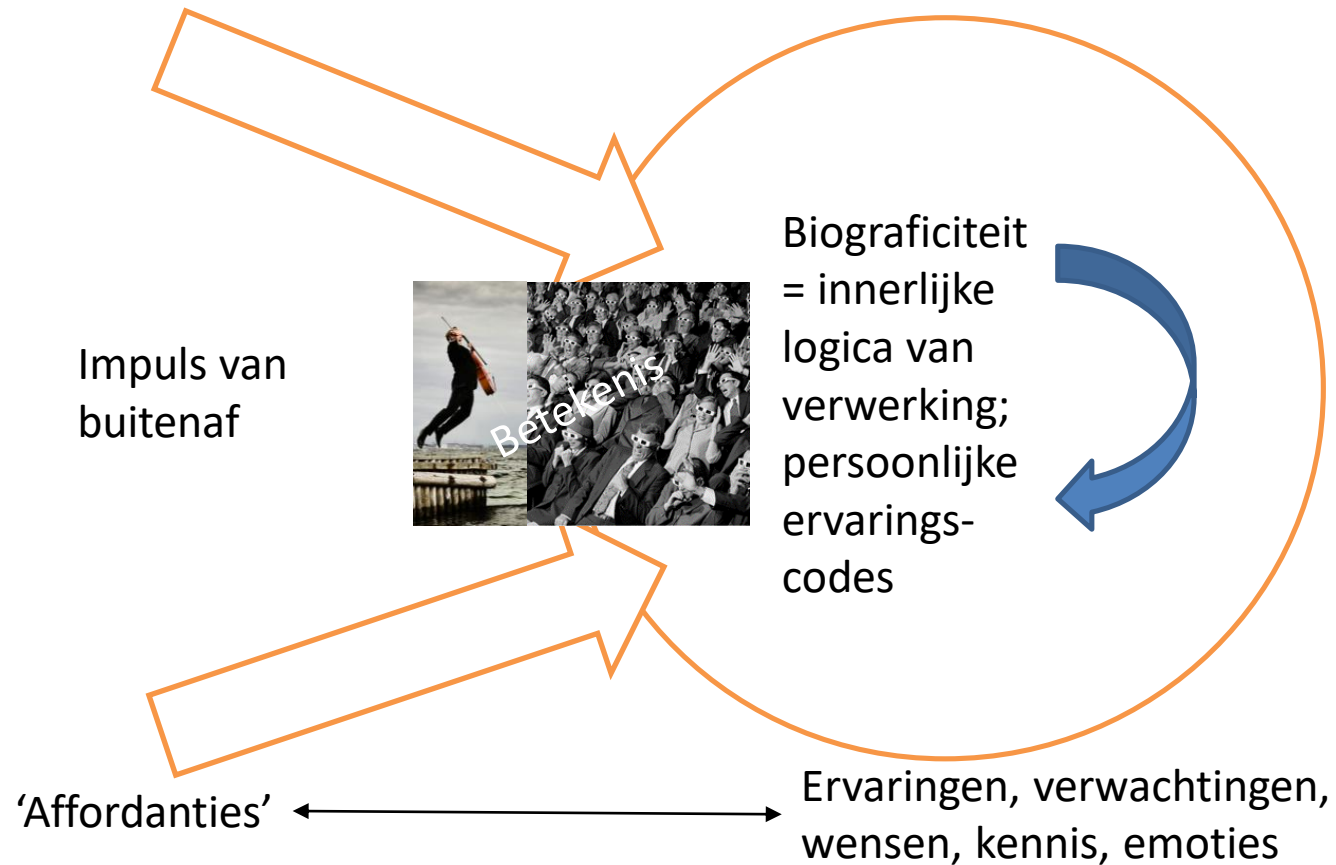 Impuls van
buitenaf
Betekenis
Biograficiteit
= innerlijke
logica van
verwerking;
persoonlijke
ervarings-
codes
‘Affordanties’
Ervaringen, verwachtingen,
wensen, kennis, emoties